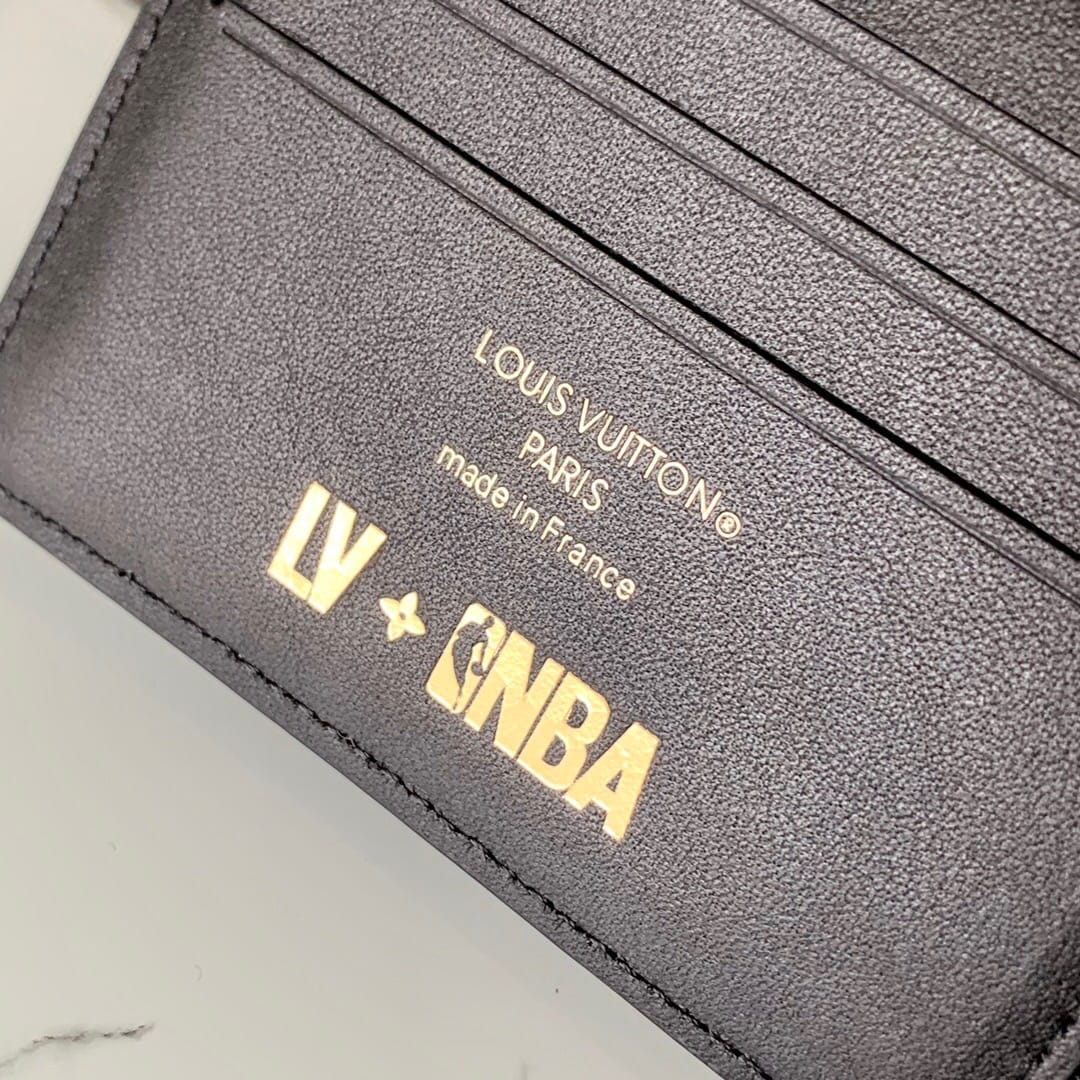 LOUIS VUITTON®
PARIS
made in France
LV NBA